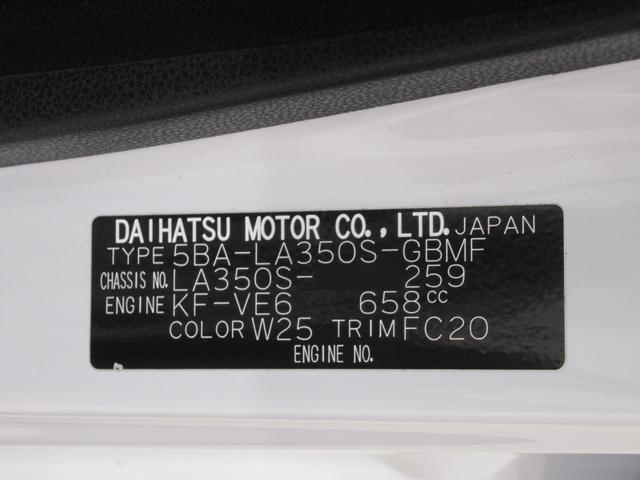 DAIHATSU MOTOR CO.,LTD. JAPAN
TYPE 5BA-LA350S-GBMF
CHASSIS NO. LA350S- 259
ENGINE KF-VE6 658cc
COLOR W25 TRIM FC20
ENGINE NO.